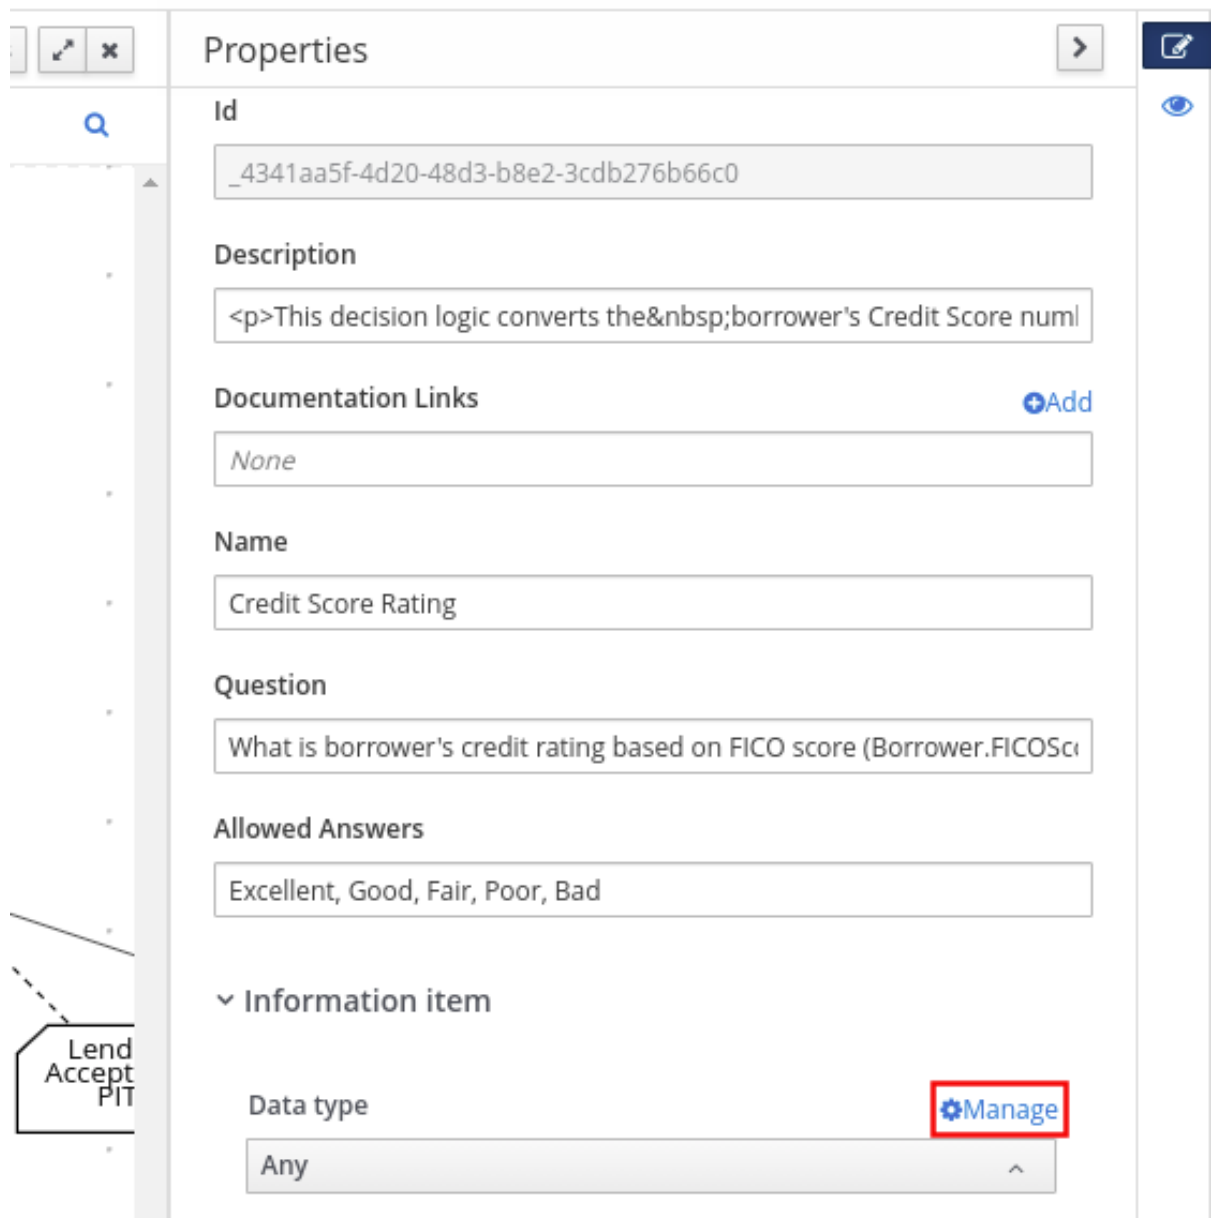 Properties
Id
_4341aa5f-4d20-48d3-b8e2-3cdb276b66c0
Description
<p>This decision logic converts the&nbsp;borrower's Credit Score num
Documentation Links
Add
None
Name
Credit Score Rating
Question
What is borrower's credit rating based on FICO score (Borrower.FICOSc
Allowed Answers
Excellent, Good, Fair, Poor, Bad
Information item
Lend
Accept
PIT
Data type
Manage
Any